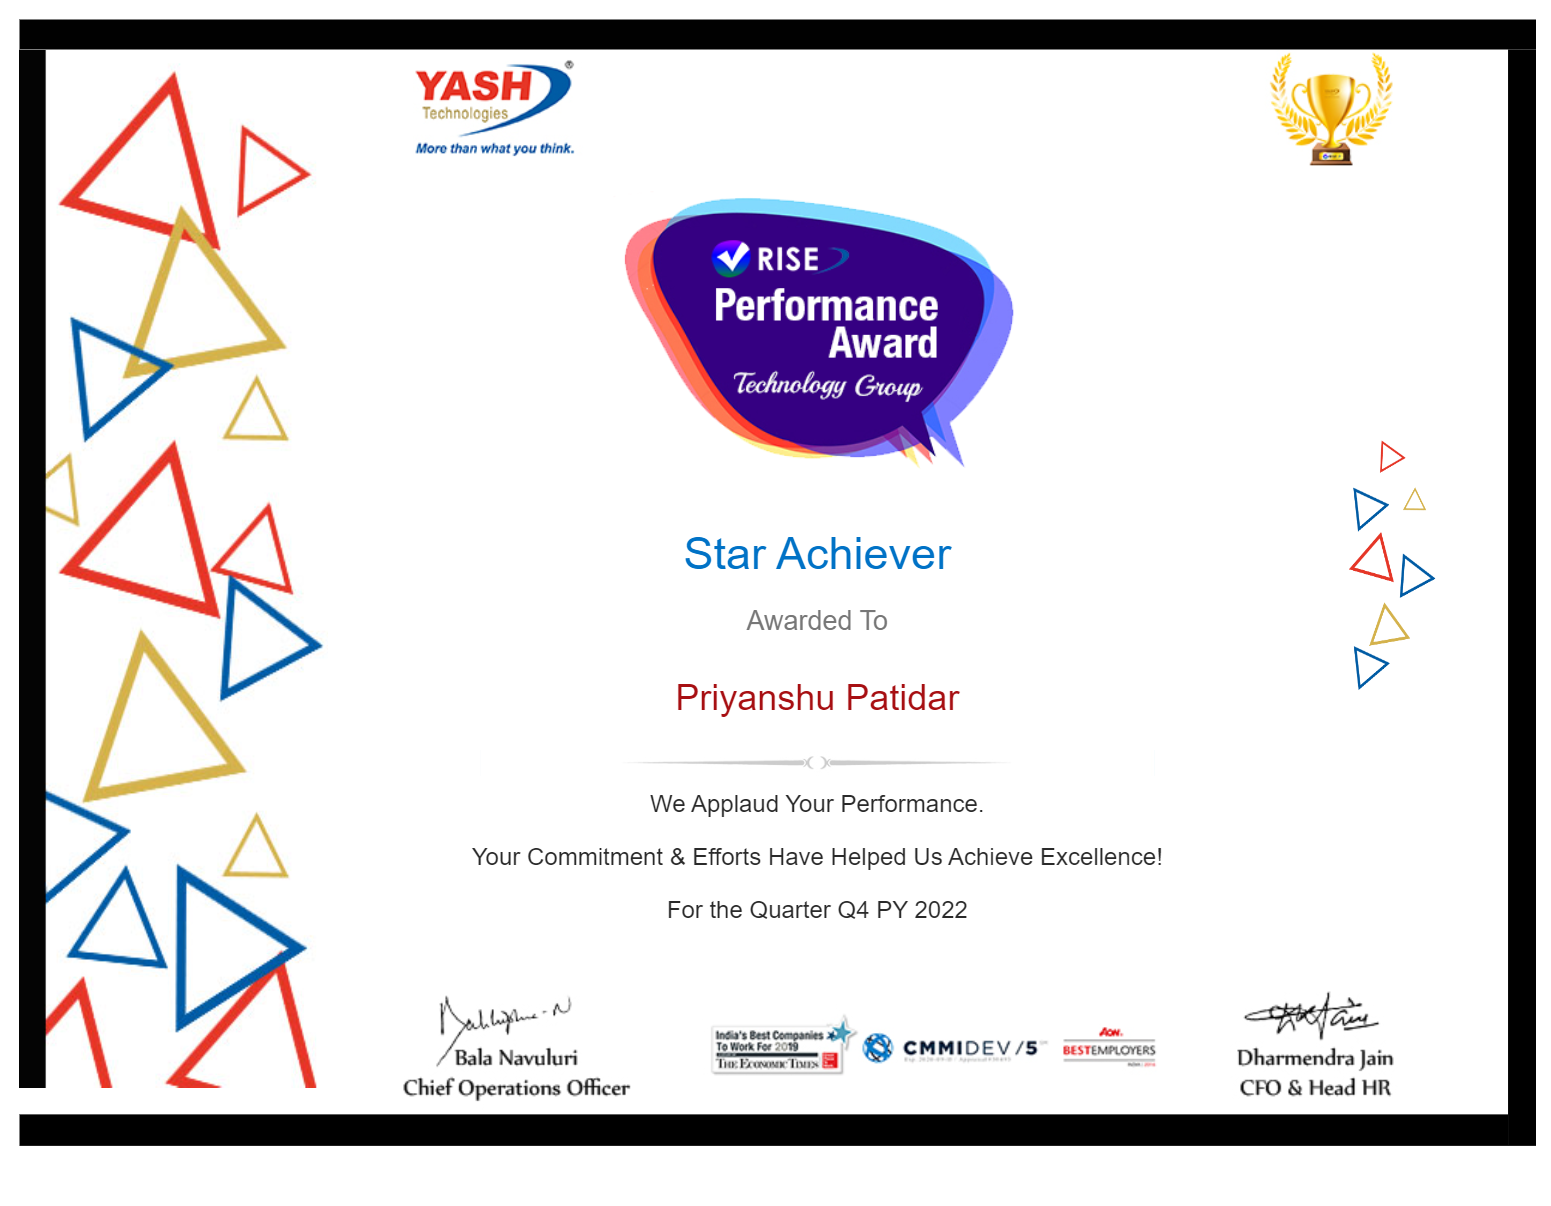 YASH ®
Technologies
More than what you think.
RISE
Performance
Award
Technology Group
Star Achiever
Awarded To
Priyanshu Patidar
We Applaud Your Performance.
Your Commitment & Efforts Have Helped Us Achieve Excellence!
For the Quarter Q4 PY 2022
Bala Navuluri
Chief Operations Officer
India's Best Companies
To Work For 2019
THE ECONOMIC TIMES
CMMIDEV/5
AON
BESTEMPLOYERS
Dharmendra Jain
CFO & Head HR